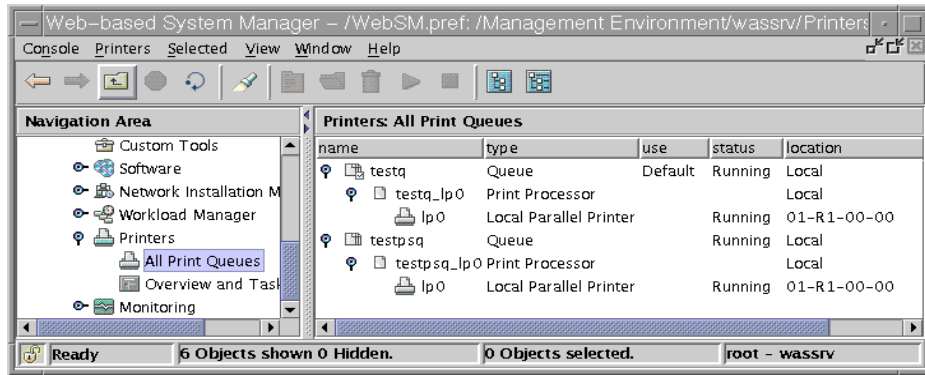 Web-based System Manager - /WebSM.pref: /Management Environment/wassrv/Printers
Console Printers Selected View Window Help
Navigation Area
Custom Tools
Software
Network Installation M
Workload Manager
Printers
All Print Queues
Overview and Task
Monitoring
Printers: All Print Queues
name type use status location
testq Queue Default Running Local
testq_lp0 Print Processor Local
lp0 Local Parallel Printer Running 01-R1-00-00
testpsq Queue Running Local
testpsq_lp0 Print Processor Local
lp0 Local Parallel Printer Running 01-R1-00-00
Ready 6 Objects shown 0 Hidden. 0 Objects selected. root - wassrv